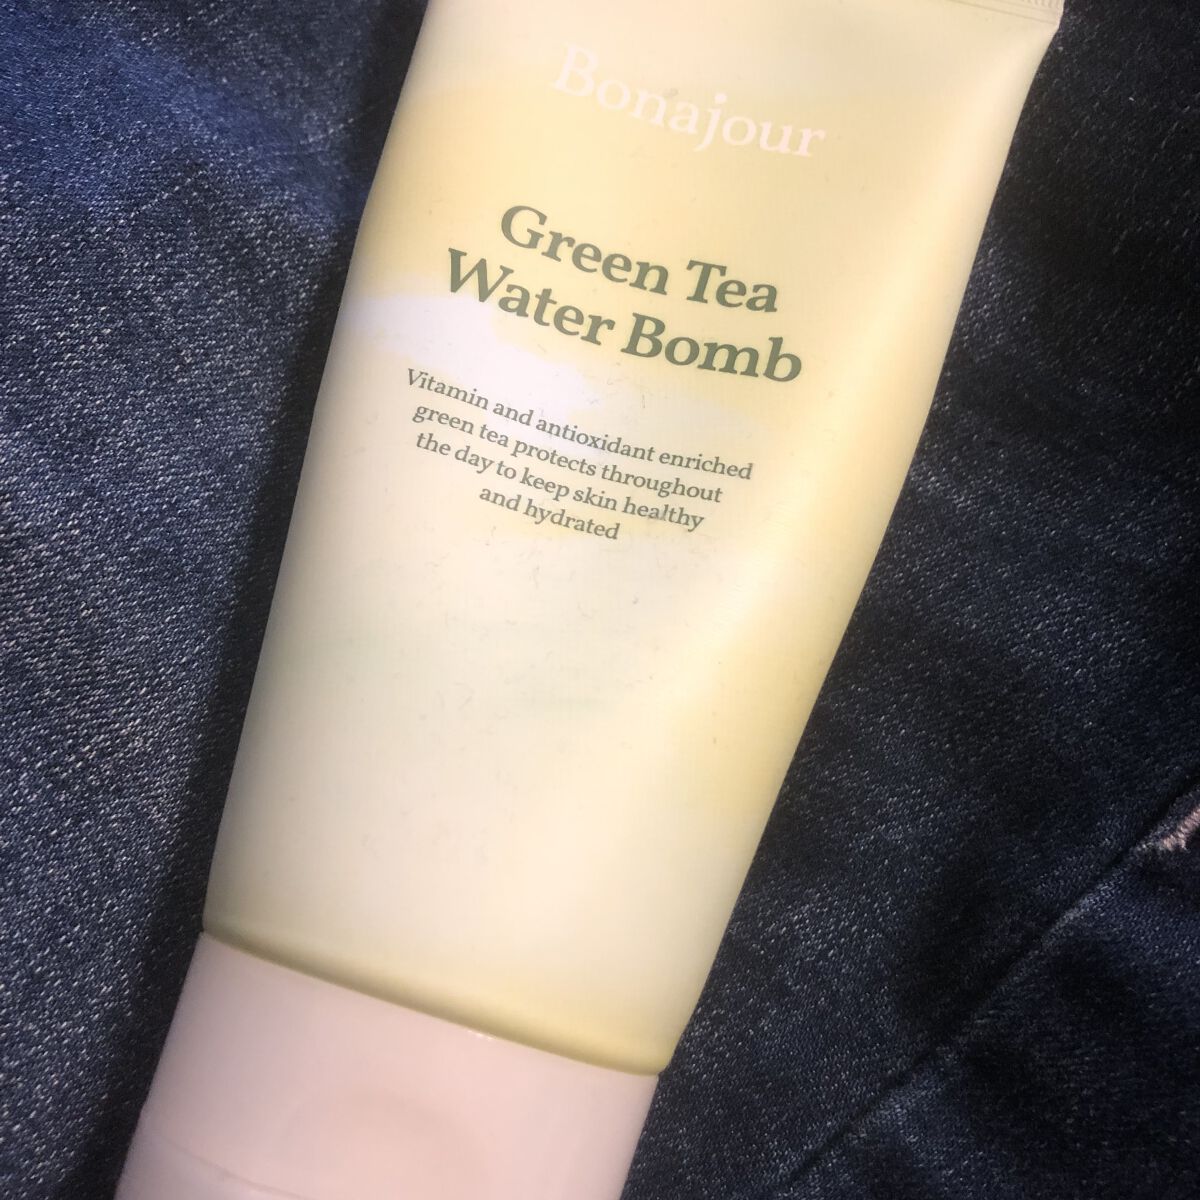 Bonajour
Green Tea
Water Bomb
Vitamin and antioxidant enriched
green tea protects throughout
the day to keep skin healthy
and hydrated